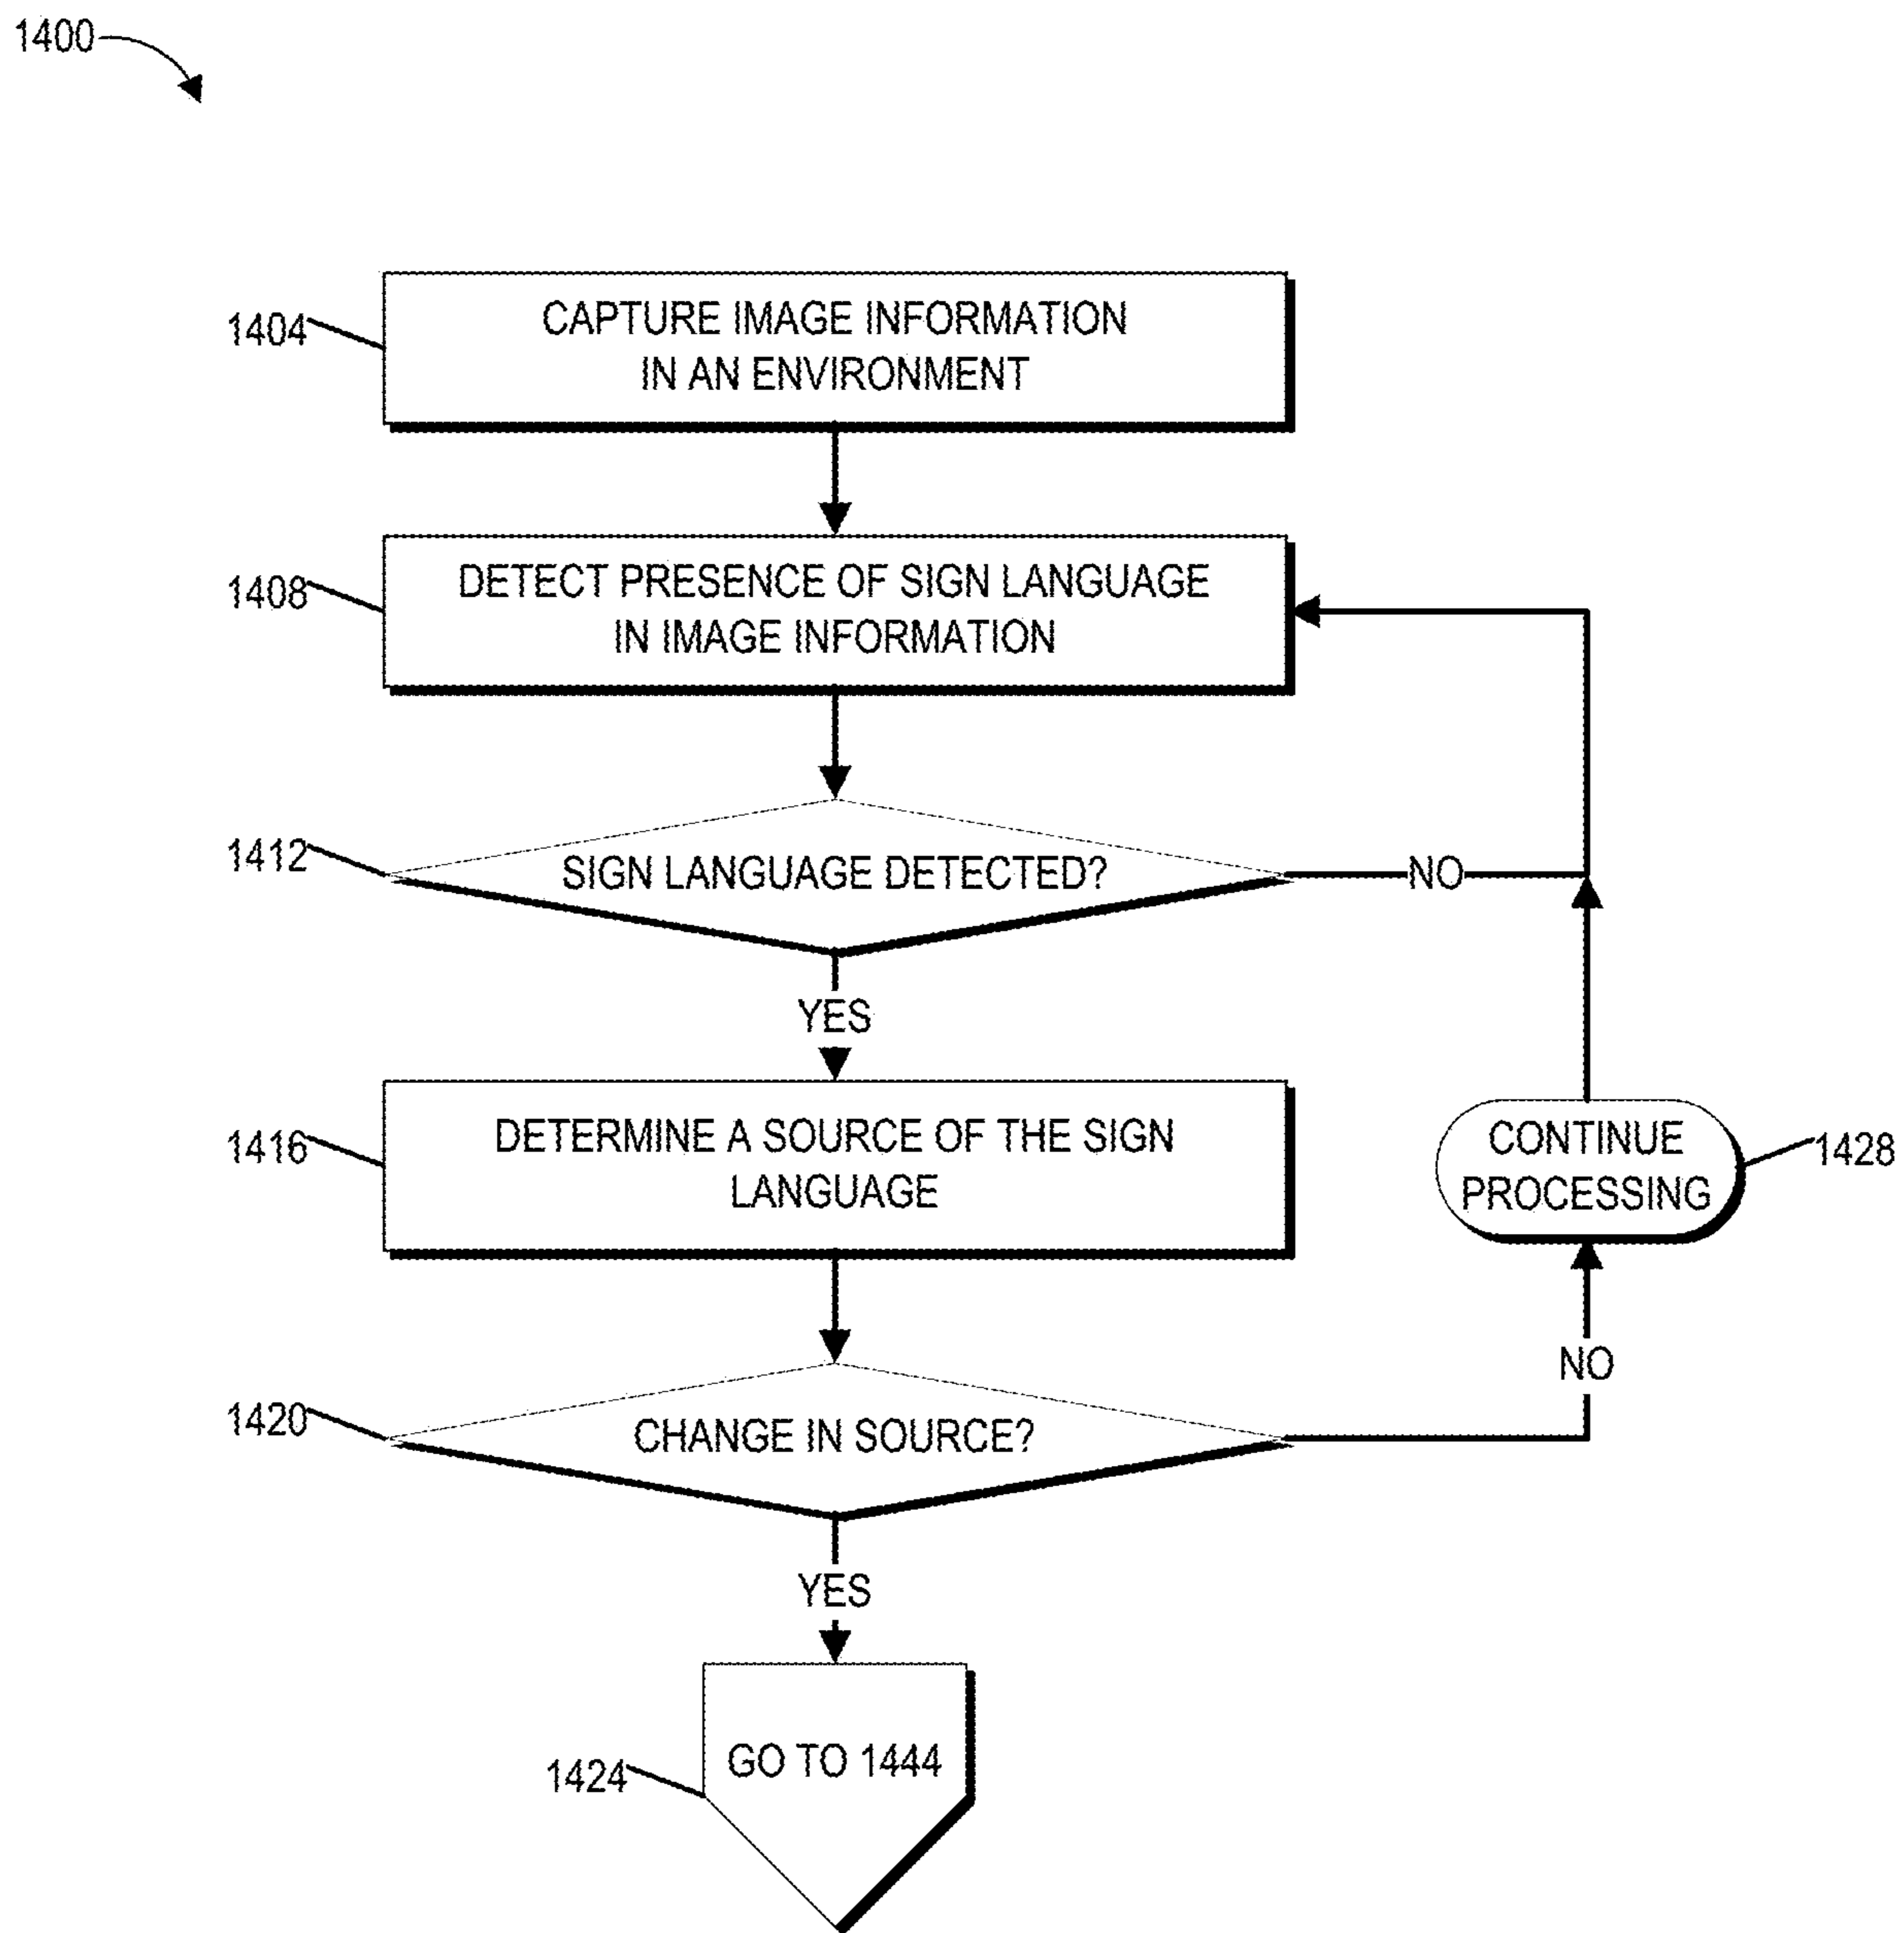 1400
1404
CAPTURE IMAGE INFORMATION
IN AN ENVIRONMENT
1408
DETECT PRESENCE OF SIGN LANGUAGE
IN IMAGE INFORMATION
1412
SIGN LANGUAGE DETECTED?
NO
YES
1416
DETERMINE A SOURCE OF THE SIGN
LANGUAGE
CONTINUE
PROCESSING
1428
NO
1420
CHANGE IN SOURCE?
YES
1424
GO TO 1444